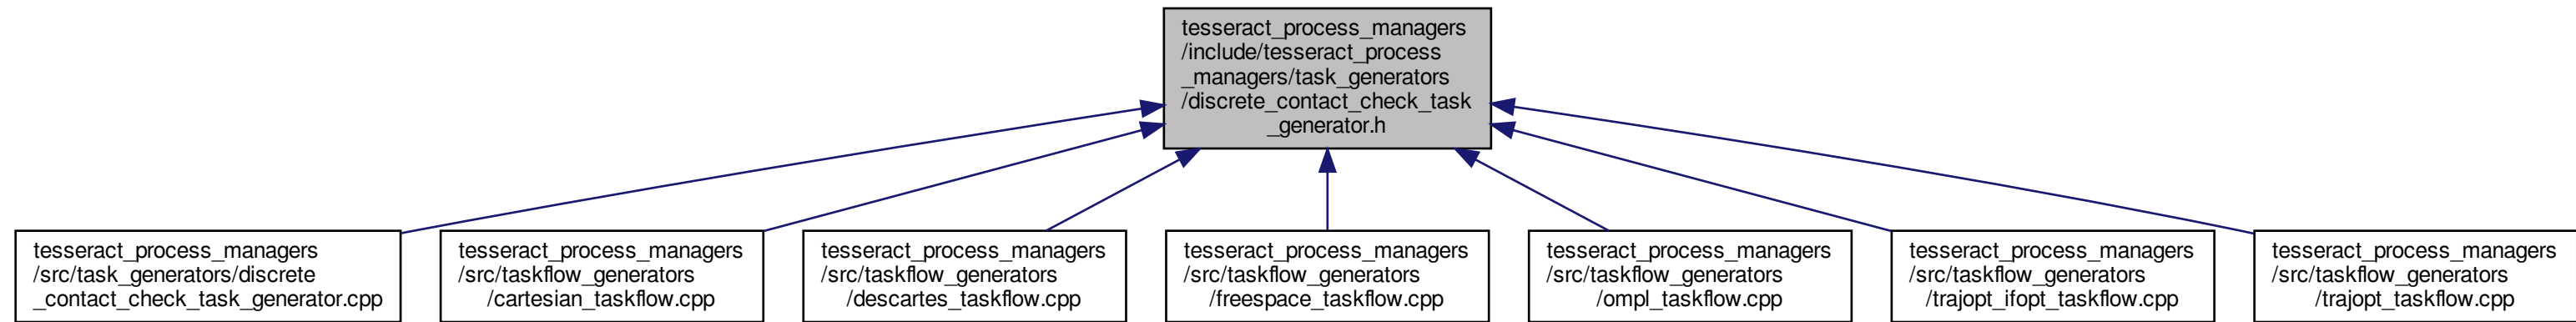 tesseract_process_managers
/include/tesseract_process
_managers/task_generators
/discrete_contact_check_task
_generator.h
tesseract_process_managers
/src/task_generators/discrete
_contact_check_task_generator.cpp
tesseract_process_managers
/src/taskflow_generators
/cartesian_taskflow.cpp
tesseract_process_managers
/src/taskflow_generators
/descartes_taskflow.cpp
tesseract_process_managers
/src/taskflow_generators
/freespace_taskflow.cpp
tesseract_process_managers
/src/taskflow_generators
/ompl_taskflow.cpp
tesseract_process_managers
/src/taskflow_generators
/trajopt_ifopt_taskflow.cpp
tesseract_process_managers
/src/taskflow_generators
/trajopt_taskflow.cpp